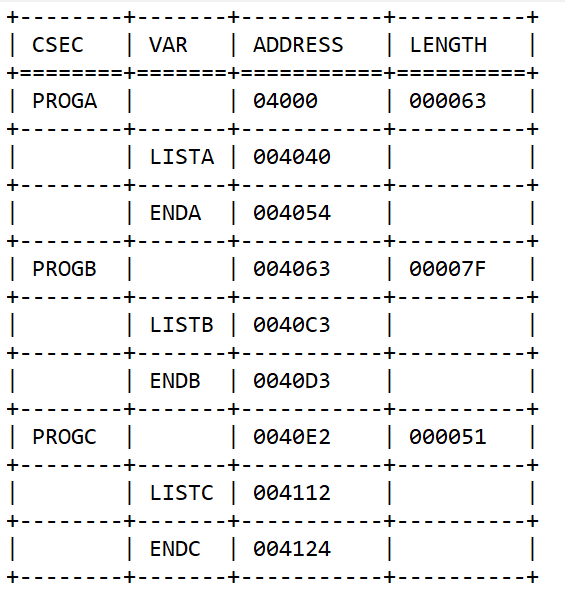 +--------+-------+-----------+----------+
| CSEC   | VAR   | ADDRESS   | LENGTH   |
+========+=======+===========+==========+
| PROGA  |       | 04000     | 000063   |
+--------+-------+-----------+----------+
|        | LISTA | 004040    |          |
+--------+-------+-----------+----------+
|        | ENDA  | 004054    |          |
+--------+-------+-----------+----------+
| PROGB  |       | 004063    | 00007F   |
+--------+-------+-----------+----------+
|        | LISTB | 0040C3    |          |
+--------+-------+-----------+----------+
|        | ENDB  | 0040D3    |          |
+--------+-------+-----------+----------+
| PROGC  |       | 0040E2    | 000051   |
+--------+-------+-----------+----------+
|        | LISTC | 004112    |          |
+--------+-------+-----------+----------+
|        | ENDC  | 004124    |          |
+--------+-------+-----------+----------+